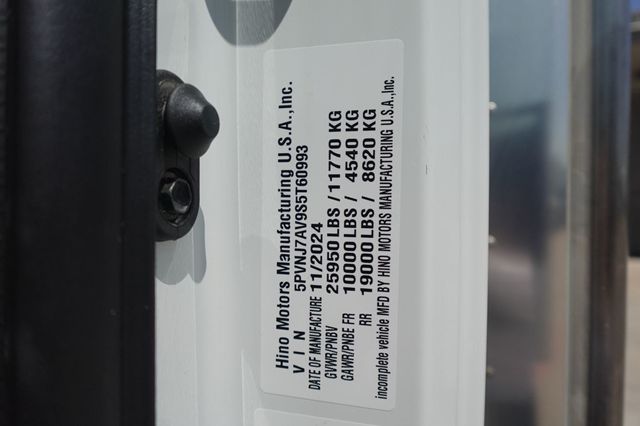 Hino Motors Manufacturing U.S.A.,Inc.
VIN 5PVNJ7AV9S5T60993
DATE OF MANUFACTURE 11/2024
GVWR/PNBV 25950 LBS / 11770 KG
GAWR/PNBE FR 10000 LBS / 4540 KG
RR 19000 LBS / 8620 KG
incomplete vehicle MFD BY HINO MOTORS MANUFACTURING U.S.A.,Inc.